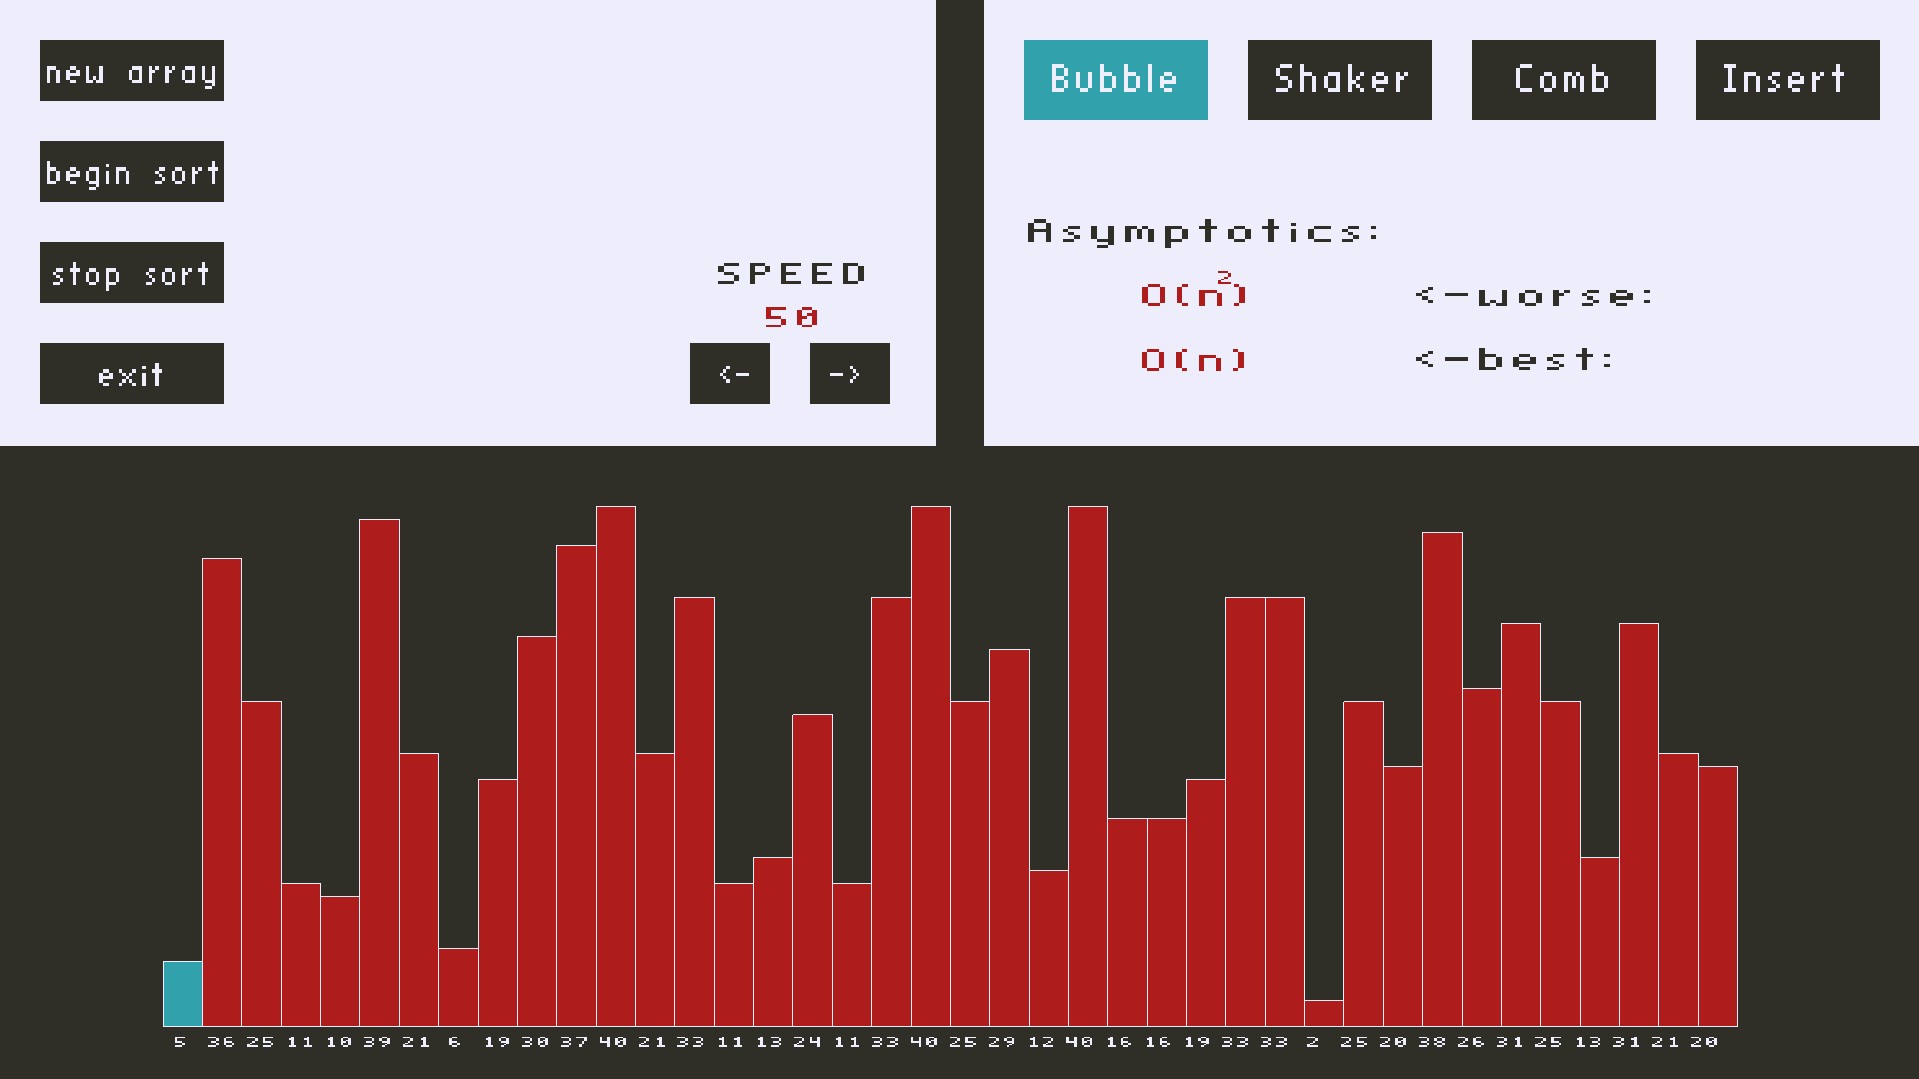 new array
begin sort
stop sort
exit
SPEED
50
<-
->
Bubble
Shaker
Comb
Insert
Asymptotics:
O(n²) <-worse:
O(n) <-best:
5 36 25 11 10 39 21 6 19 30 37 40 21 33 11 13 24 11 33 40 25 29 12 40 16 16 19 33 33 2 25 20 38 26 31 25 13 31 21 20